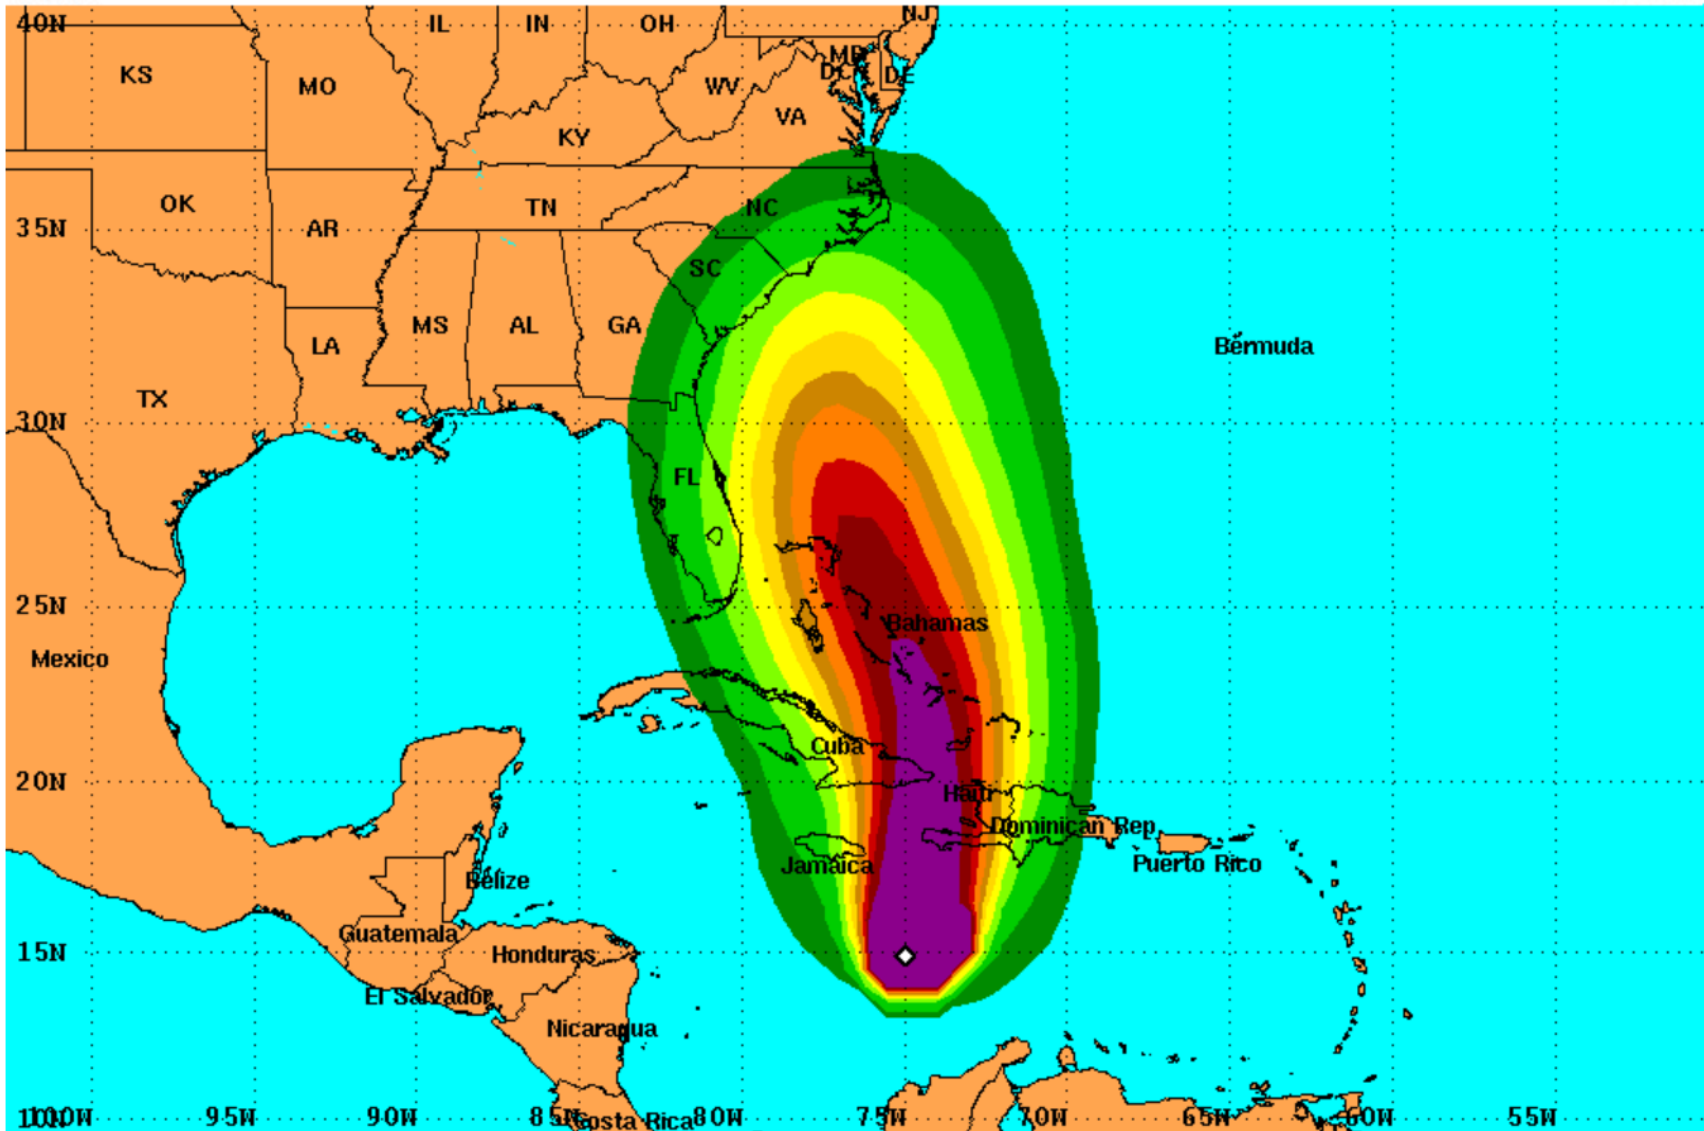 40N
IL
IN
OH
NJ
KS
MO
WV
MD
DC
DE
VA
KY
OK
AR
TN
NC
35N
SC
MS
AL
GA
LA
Bermuda
TX
30N
FL
25N
Bahamas
Mexico
Cuba
20N
Haiti
Dominican Rep
Jamaica
Puerto Rico
Belize
Guatemala
Honduras
15N
El Salvador
Nicaragua
10N
100W
95W
90W
85W
Costa Rica
80W
75W
70W
65W
60W
55W